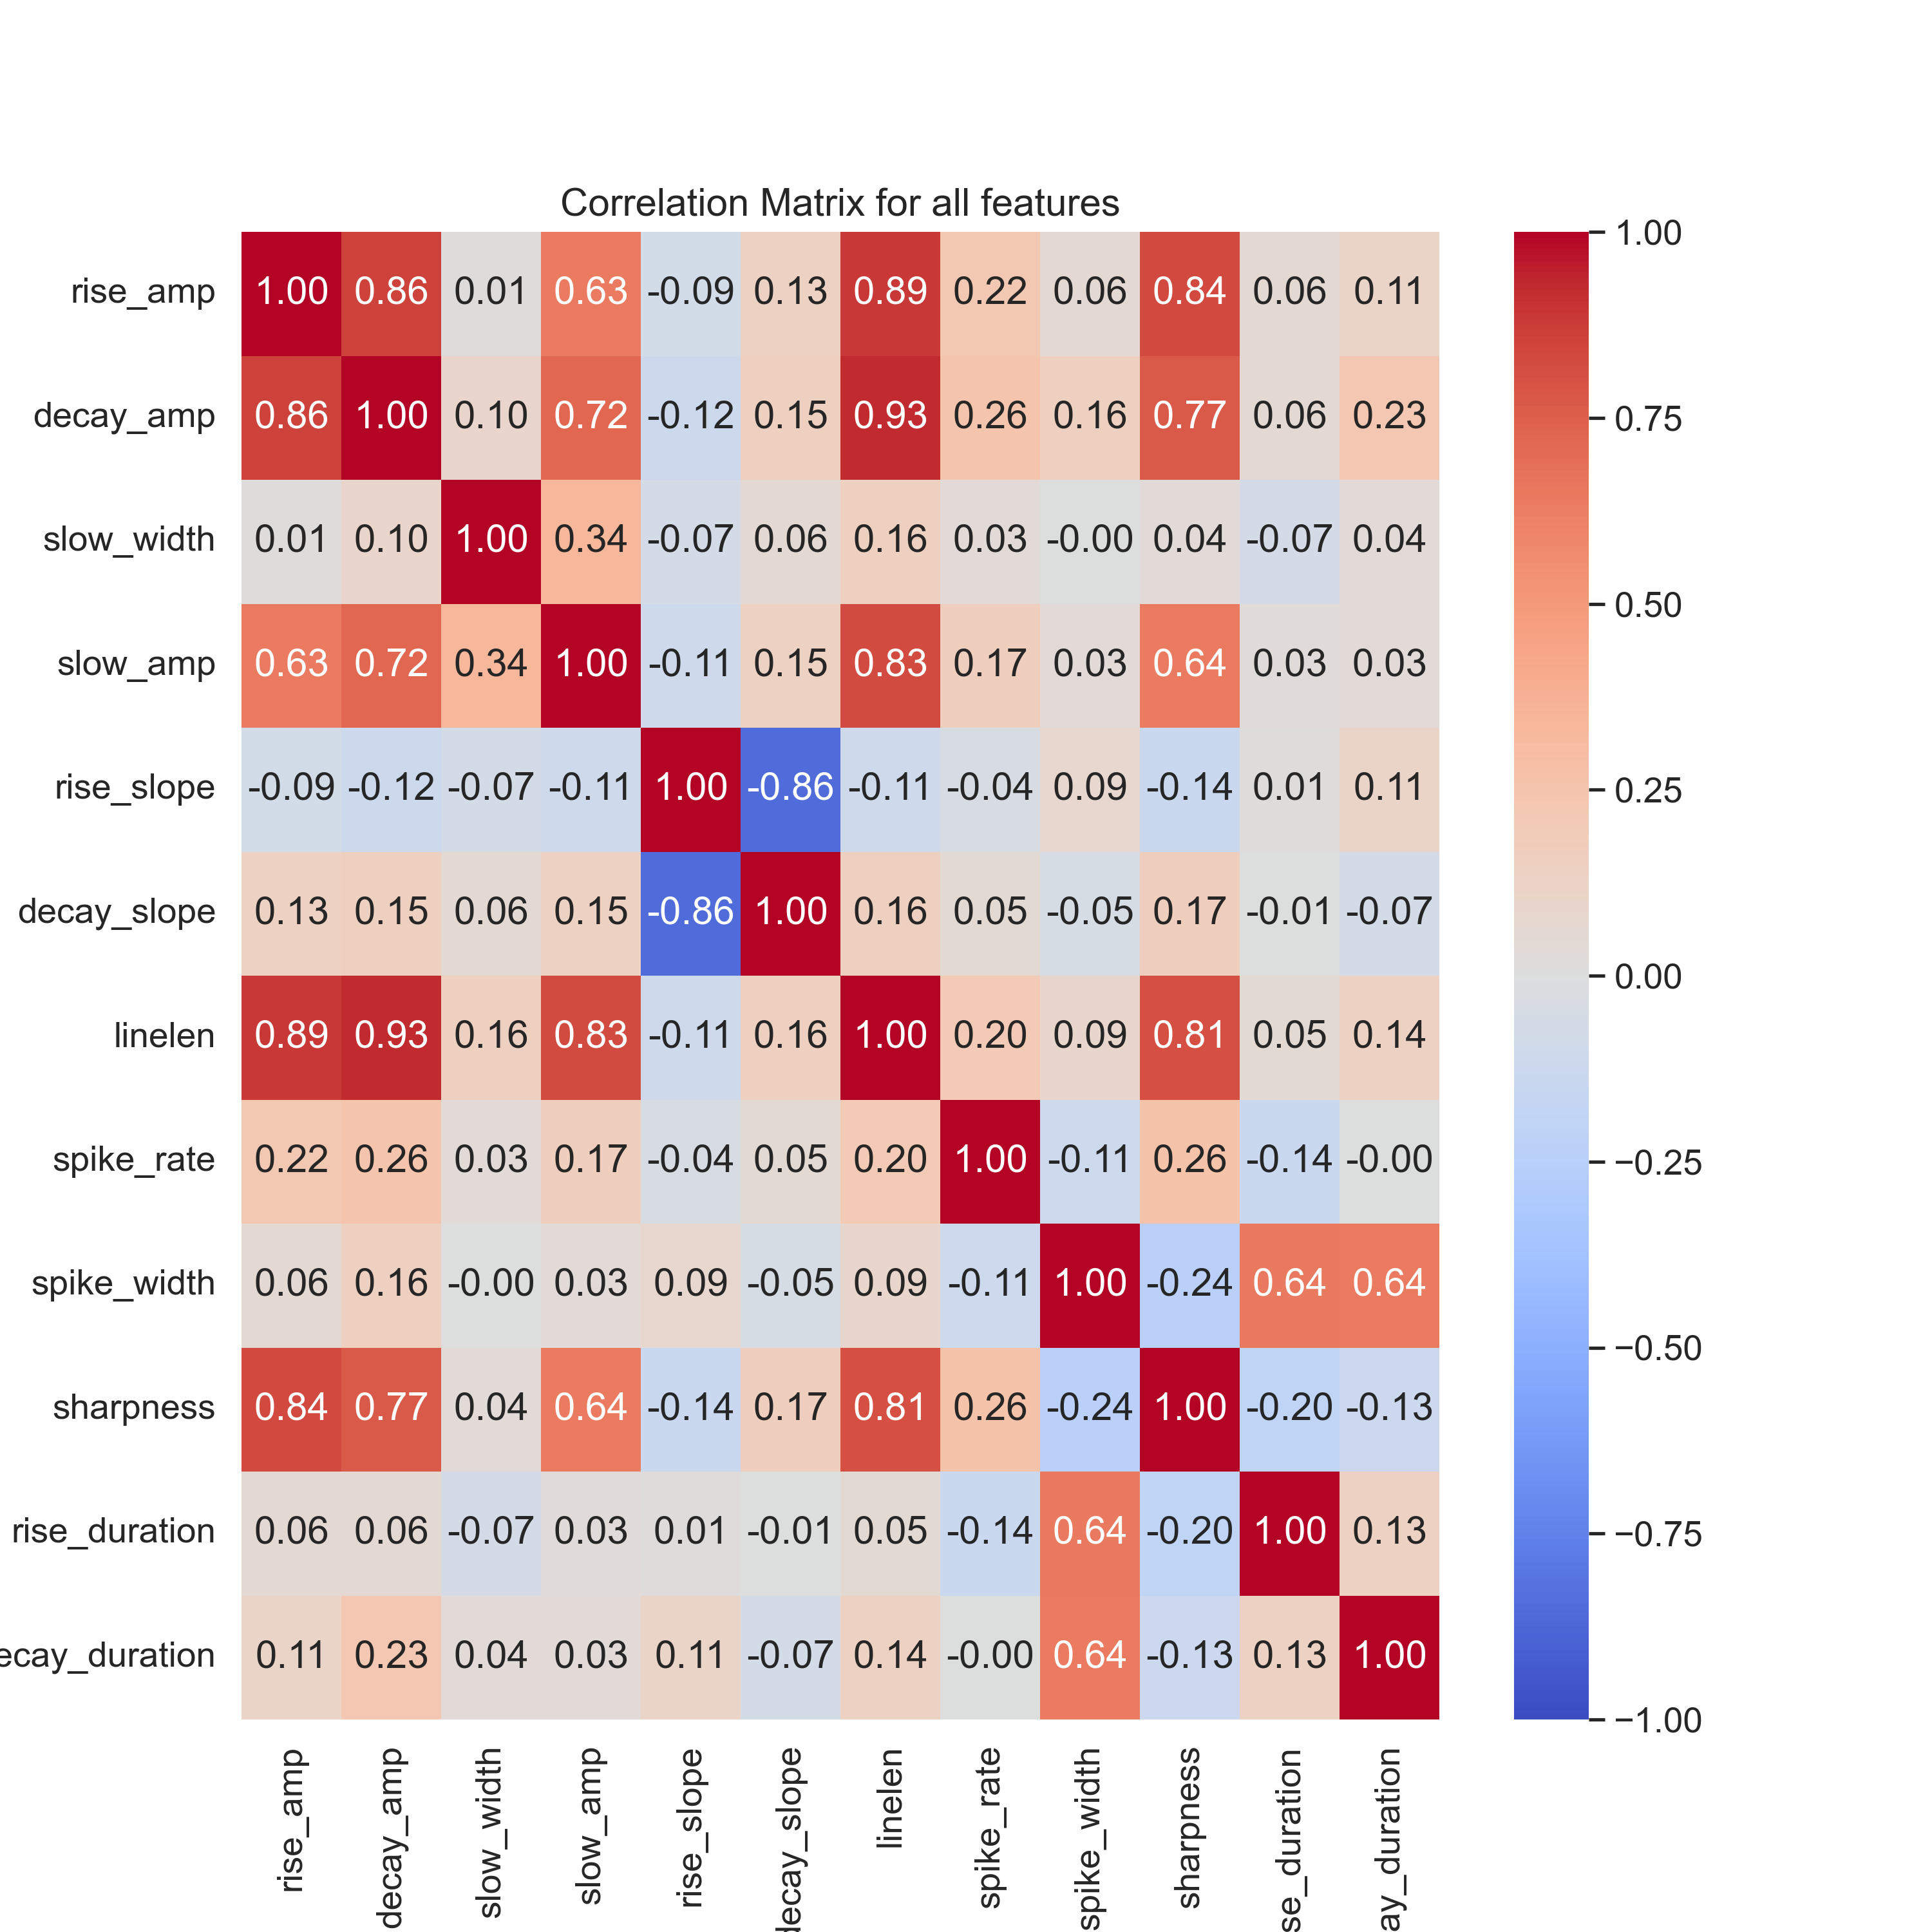 Correlation Matrix for all features
rise_amp 1.00 0.86 0.01 0.63 -0.09 0.13 0.89 0.22 0.06 0.84 0.06 0.11
decay_amp 0.86 1.00 0.10 0.72 -0.12 0.15 0.93 0.26 0.16 0.77 0.06 0.23
slow_width 0.01 0.10 1.00 0.34 -0.07 0.06 0.16 0.03 -0.00 0.04 -0.07 0.04
slow_amp 0.63 0.72 0.34 1.00 -0.11 0.15 0.83 0.17 0.03 0.64 0.03 0.03
rise_slope -0.09 -0.12 -0.07 -0.11 1.00 -0.86 -0.11 -0.04 0.09 -0.14 0.01 0.11
decay_slope 0.13 0.15 0.06 0.15 -0.86 1.00 0.16 0.05 -0.05 0.17 -0.01 -0.07
linelen 0.89 0.93 0.16 0.83 -0.11 0.16 1.00 0.20 0.09 0.81 0.05 0.14
spike_rate 0.22 0.26 0.03 0.17 -0.04 0.05 0.20 1.00 -0.11 0.26 -0.14 -0.00
spike_width 0.06 0.16 -0.00 0.03 0.09 -0.05 0.09 -0.11 1.00 -0.24 0.64 0.64
sharpness 0.84 0.77 0.04 0.64 -0.14 0.17 0.81 0.26 -0.24 1.00 -0.20 -0.13
rise_duration 0.06 0.06 -0.07 0.03 0.01 -0.01 0.05 -0.14 0.64 -0.20 1.00 0.13
ecay_duration 0.11 0.23 0.04 0.03 0.11 -0.07 0.14 -0.00 0.64 -0.13 0.13 1.00
rise_amp
decay_amp
slow_width
slow_amp
rise_slope
decay_slope
linelen
spike_rate
spike_width
sharpness
se_duration
ay_duration
1.00
0.75
0.50
0.25
0.00
−0.25
−0.50
−0.75
−1.00